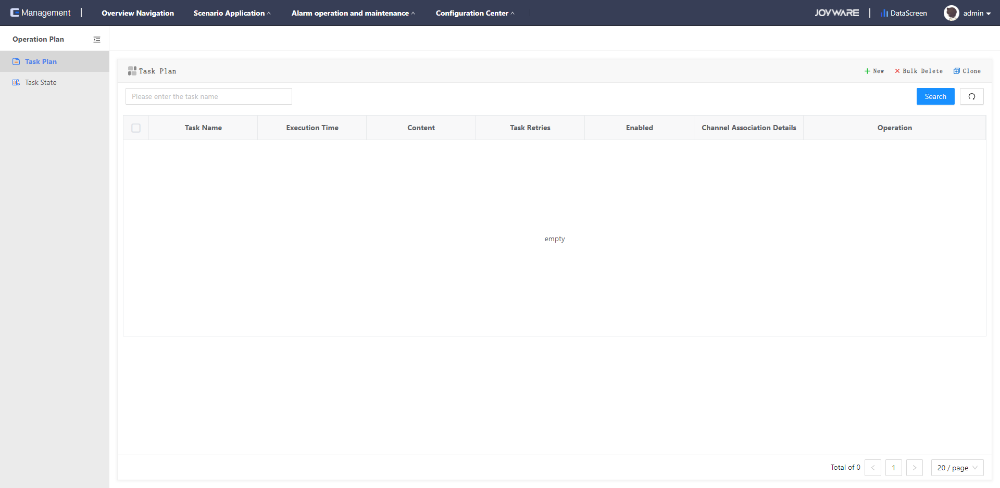 Management
Overview Navigation
Scenario Application
Alarm operation and maintenance
Configuration Center
JOYWARE
DataScreen
admin
Operation Plan
Task Plan
Task State
Task Plan
New
Bulk Delete
Clone
Please enter the task name
Search
Task Name
Execution Time
Content
Task Retries
Enabled
Channel Association Details
Operation
empty
Total of 0
1
20 / page